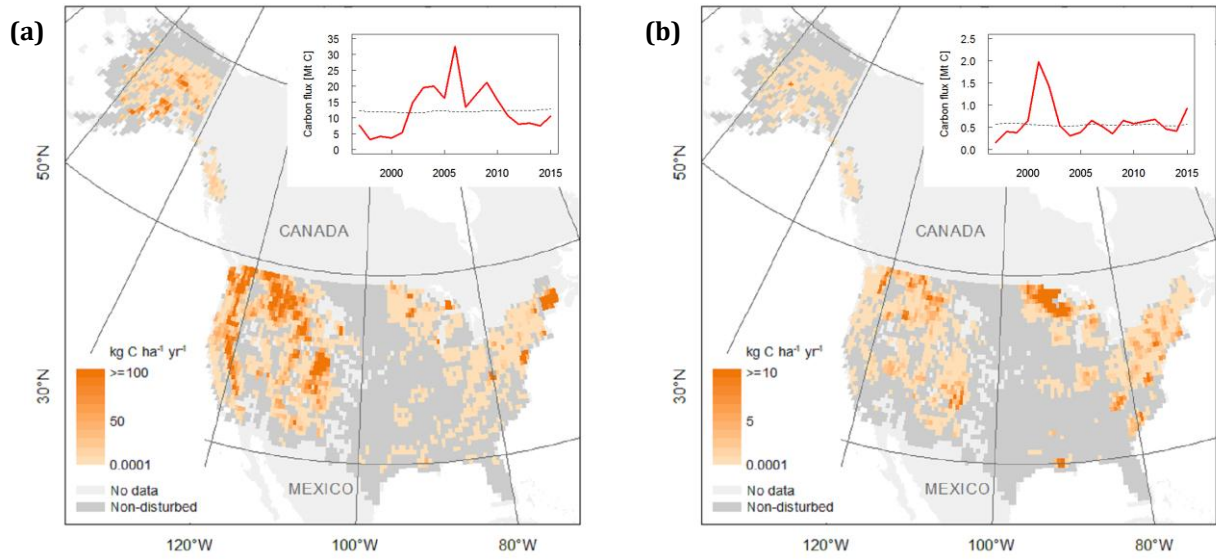 (a)
Carbon flux [Mt C]
35
30
25
20
15
10
5
0
2000
2005
2010
2015
50°N
30°N
CANADA
MEXICO
kg C ha⁻¹ yr⁻¹
>=100
50
0.0001
No data
Non-disturbed
120°W
100°W
80°W
(b)
Carbon flux [Mt C]
2.5
2.0
1.5
1.0
0.5
0.0
2000
2005
2010
2015
50°N
30°N
CANADA
MEXICO
kg C ha⁻¹ yr⁻¹
>=10
5
0.0001
No data
Non-disturbed
120°W
100°W
80°W